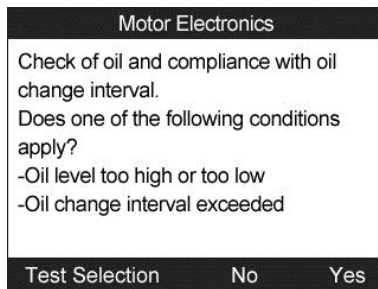 Motor Electronics
Check of oil and compliance with oil
change interval.
Does one of the following conditions
apply?
-Oil level too high or too low
-Oil change interval exceeded
Test Selection No Yes